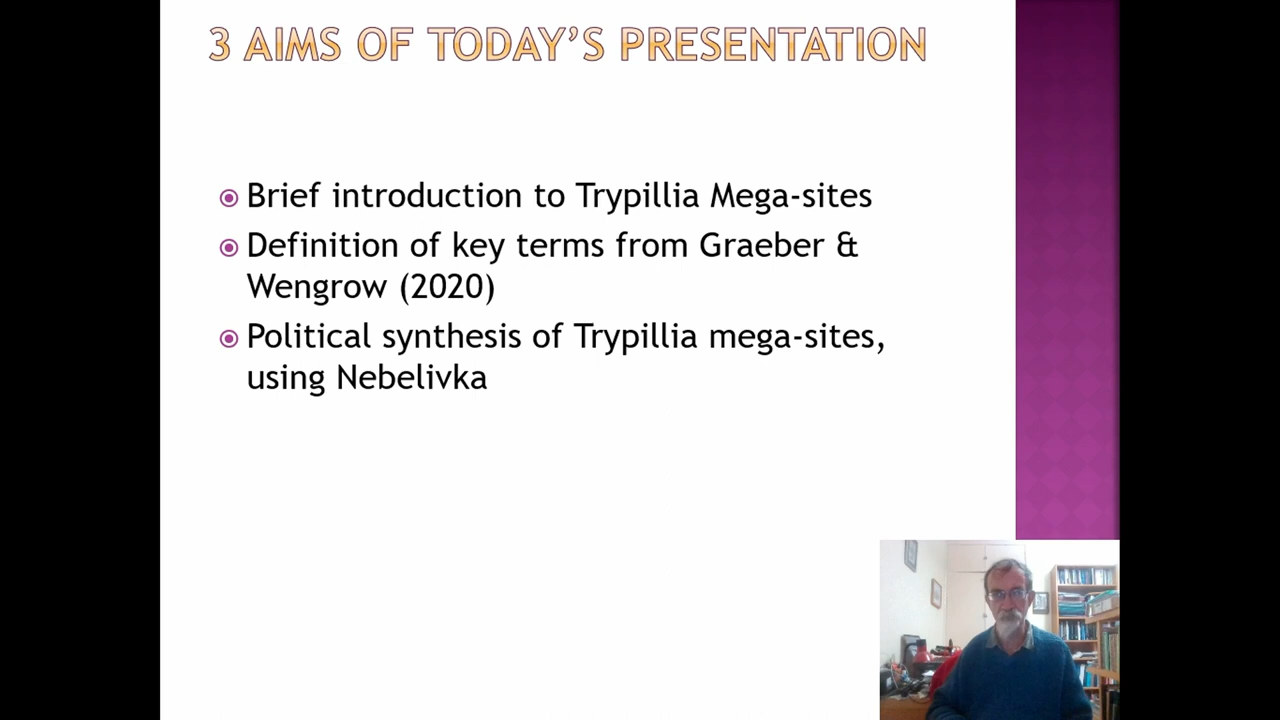 3 AIMS OF TODAY'S PRESENTATION
Brief introduction to Trypillia Mega-sites
Definition of key terms from Graeber &
Wengrow (2020)
Political synthesis of Trypillia mega-sites,
using Nebelivka